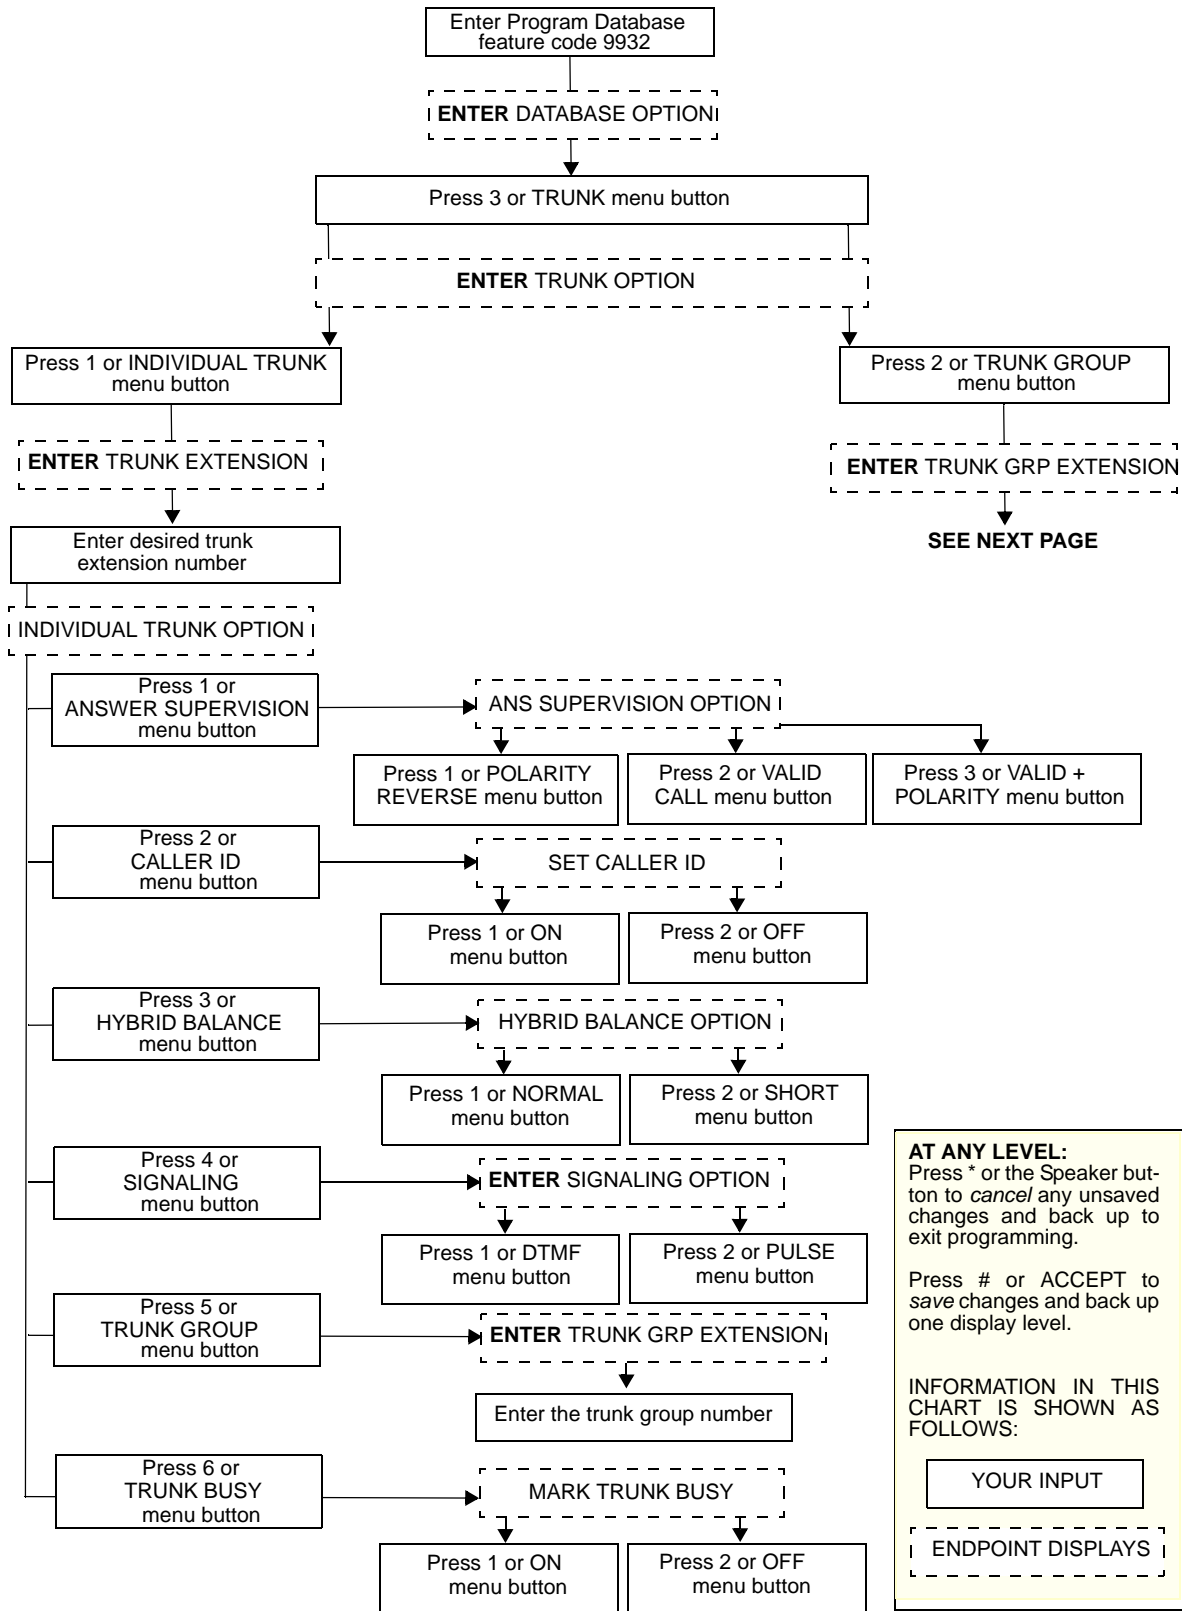 Enter Program Database
feature code 9932
ENTER DATABASE OPTION
Press 3 or TRUNK menu button
ENTER TRUNK OPTION
Press 1 or INDIVIDUAL TRUNK
menu button
Press 2 or TRUNK GROUP
menu button
ENTER TRUNK EXTENSION
ENTER TRUNK GRP EXTENSION
Enter desired trunk
extension number
SEE NEXT PAGE
INDIVIDUAL TRUNK OPTION
Press 1 or
ANSWER SUPERVISION
menu button
ANS SUPERVISION OPTION
Press 1 or POLARITY
REVERSE menu button
Press 2 or VALID
CALL menu button
Press 3 or VALID +
POLARITY menu button
Press 2 or
CALLER ID
menu button
SET CALLER ID
Press 1 or ON
menu button
Press 2 or OFF
menu button
Press 3 or
HYBRID BALANCE
menu button
HYBRID BALANCE OPTION
Press 1 or NORMAL
menu button
Press 2 or SHORT
menu button
Press 4 or
SIGNALING
menu button
ENTER SIGNALING OPTION
Press 1 or DTMF
menu button
Press 2 or PULSE
menu button
Press 5 or
TRUNK GROUP
menu button
ENTER TRUNK GRP EXTENSION
Enter the trunk group number
Press 6 or
TRUNK BUSY
menu button
MARK TRUNK BUSY
Press 1 or ON
menu button
Press 2 or OFF
menu button
AT ANY LEVEL:
Press * or the Speaker but-
ton to cancel any unsaved
changes and back up to
exit programming.
Press # or ACCEPT to
save changes and back up
one display level.
INFORMATION IN THIS
CHART IS SHOWN AS
FOLLOWS:
YOUR INPUT
ENDPOINT DISPLAYS